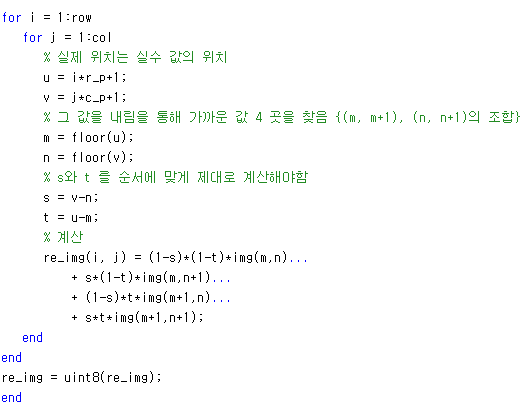 for i = 1:row
for j = 1:col
% 실제 위치는 실수 값의 위치
u = i*r_p+1;
v = j*c_p+1;
% 그 값을 내림을 통해 가까운 값 4 곳을 찾음 {(m, m+1), (n, n+1)의 조합}
m = floor(u);
n = floor(v);
% s와 t 를 순서에 맞게 제대로 계산해야함
s = v-n;
t = u-m;
% 계산
re_img(i, j) = (1-s)*(1-t)*img(m,n)...
+ s*(1-t)*img(m,n+1)...
+ (1-s)*t*img(m+1,n)...
+ s*t*img(m+1,n+1);
end
end
re_img = uint8(re_img);
end